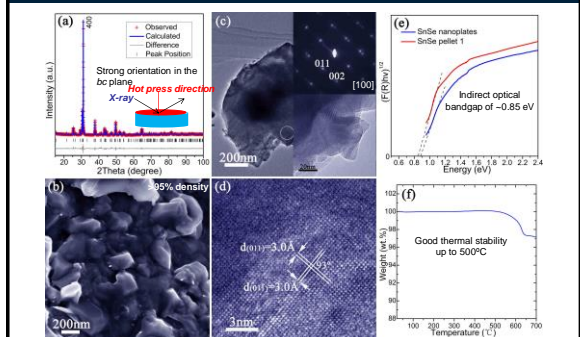 (a)
400
Observed
Calculated
Difference
Peak Position
Strong orientation in the
bc plane
Hot press direction
X-ray
Intensity (a.u.)
10 20 30 40 50 60 70 80 90 100
2Theta (degree)
(b)
>95% density
200nm
(c)
011
002
[100]
200nm
20nm
(d)
d(011)=3.0Å
93°
d(01̄1)=3.0Å
3nm
(e)
SnSe nanoplates
SnSe pellet 1
Indirect optical
bandgap of ~0.85 eV
(F(R)hv)^1/2
0.6 0.8 1.0 1.2 1.4 1.6 1.8 2.0 2.2 2.4
Energy (eV)
(f)
Good thermal stability
up to 500ºC
Weight (wt.%)
100
98
96
94
92
90
88
100 200 300 400 500 600 700
Temperature (℃)